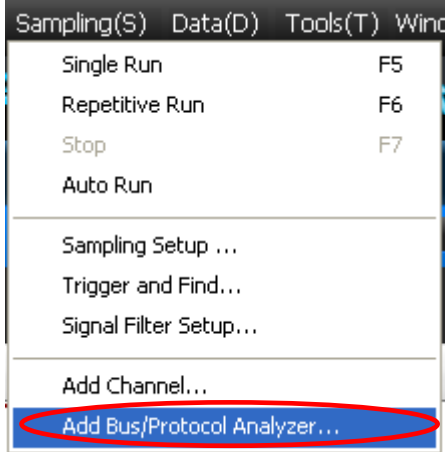 Sampling(S) Data(D) Tools(T) Wind
Single Run F5
Repetitive Run F6
Stop F7
Auto Run
Sampling Setup ...
Trigger and Find...
Signal Filter Setup...
Add Channel...
Add Bus/Protocol Analyzer...